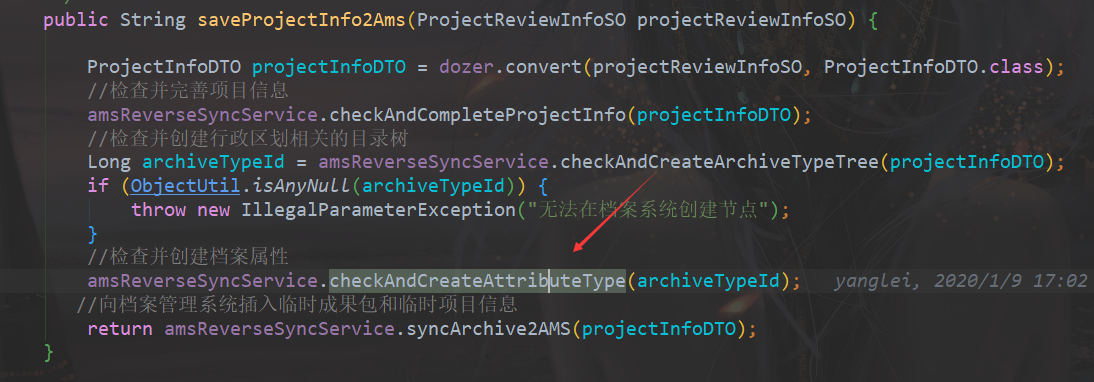 public String saveProjectInfo2Ams(ProjectReviewInfoSO projectReviewInfoSO) {
ProjectInfoDTO projectInfoDTO = dozer.convert(projectReviewInfoSO, ProjectInfoDTO.class);
//检查并完善项目信息
amsReverseSyncService.checkAndCompleteProjectInfo(projectInfoDTO);
//检查并创建行政区划相关的目录树
Long archiveTypeId = amsReverseSyncService.checkAndCreateArchiveTypeTree(projectInfoDTO);
if (ObjectUtil.isAnyNull(archiveTypeId)) {
throw new IllegalParameterException("无法在档案系统创建节点");
}
//检查并创建档案属性
amsReverseSyncService.checkAndCreateAttributeType(archiveTypeId); yanglei, 2020/1/9 17:02
//向档案管理系统插入临时成果包和临时项目信息
return amsReverseSyncService.syncArchive2AMS(projectInfoDTO);
}